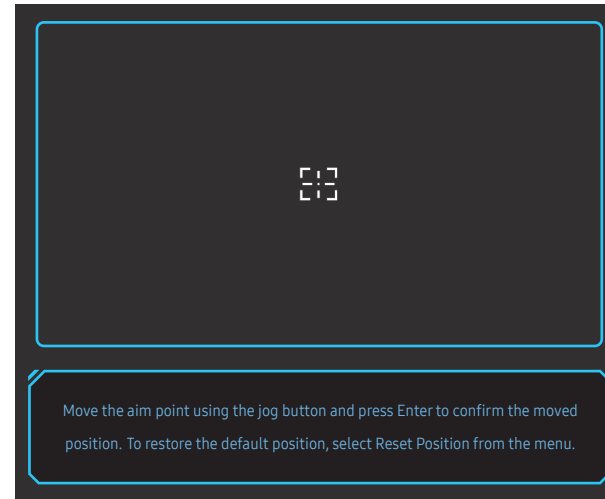 Move the aim point using the jog button and press Enter to confirm the moved
position. To restore the default position, select Reset Position from the menu.